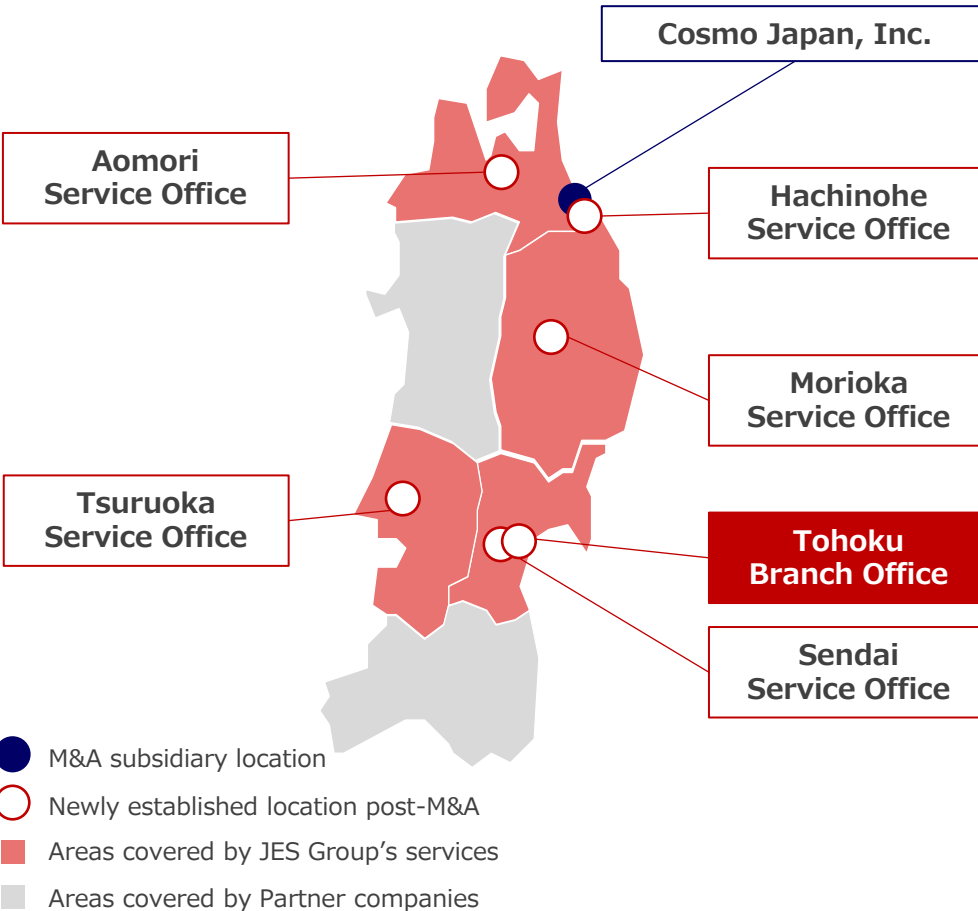 Cosmo Japan, Inc.
Aomori
Service Office
Hachinohe
Service Office
Morioka
Service Office
Tsuruoka
Service Office
Tohoku
Branch Office
Sendai
Service Office
M&A subsidiary location
Newly established location post-M&A
Areas covered by JES Group’s services
Areas covered by Partner companies